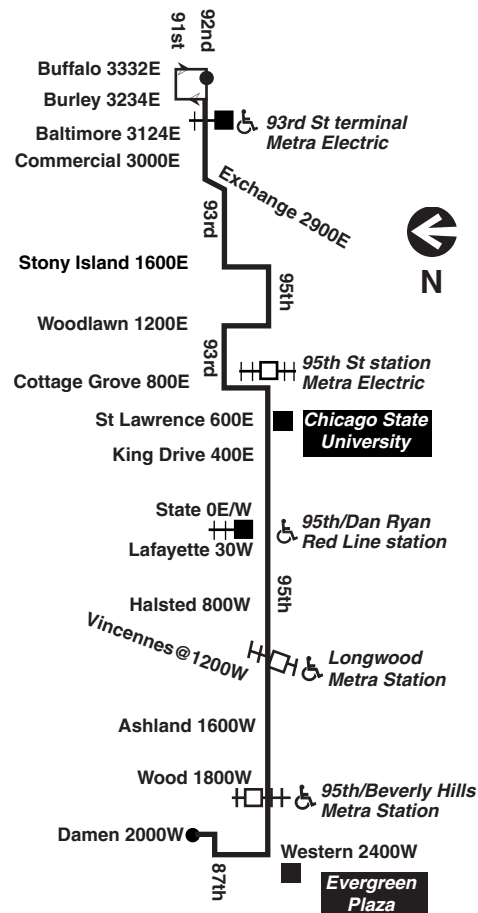 91st
92nd
Buffalo 3332E
Burley 3234E
Baltimore 3124E
93rd St terminal
Metra Electric
Commercial 3000E
Exchange 2900E
93rd
N
Stony Island 1600E
95th
Woodlawn 1200E
93rd
95th St station
Metra Electric
Cottage Grove 800E
St Lawrence 600E
Chicago State
University
King Drive 400E
State 0E/W
95th/Dan Ryan
Red Line station
Lafayette 30W
95th
Halsted 800W
Vincennes@1200W
Longwood
Metra Station
Ashland 1600W
Wood 1800W
95th/Beverly Hills
Metra Station
Damen 2000W
87th
Western 2400W
Evergreen
Plaza